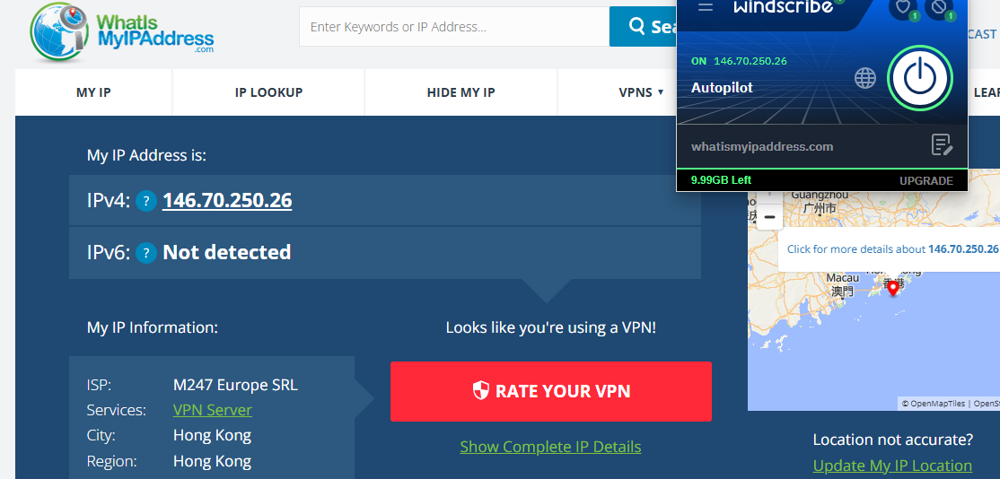 WhatIs
MyIPAddress
.com
Enter Keywords or IP Address...
Sea
windscribe
1
1
CAST
ON 146.70.250.26
Autopilot
whatismyipaddress.com
9.99GB Left
UPGRADE
MY IP
IP LOOKUP
HIDE MY IP
VPNS
LEAR
My IP Address is:
IPv4: ? 146.70.250.26
IPv6: ? Not detected
My IP Information:
Looks like you're using a VPN!
ISP: M247 Europe SRL
Services: VPN Server
City: Hong Kong
Region: Hong Kong
RATE YOUR VPN
Show Complete IP Details
Guangzhou
广州市
Click for more details about 146.70.250.26
Macau
澳門
香港
© OpenMapTiles | OpenSt
Location not accurate?
Update My IP Location